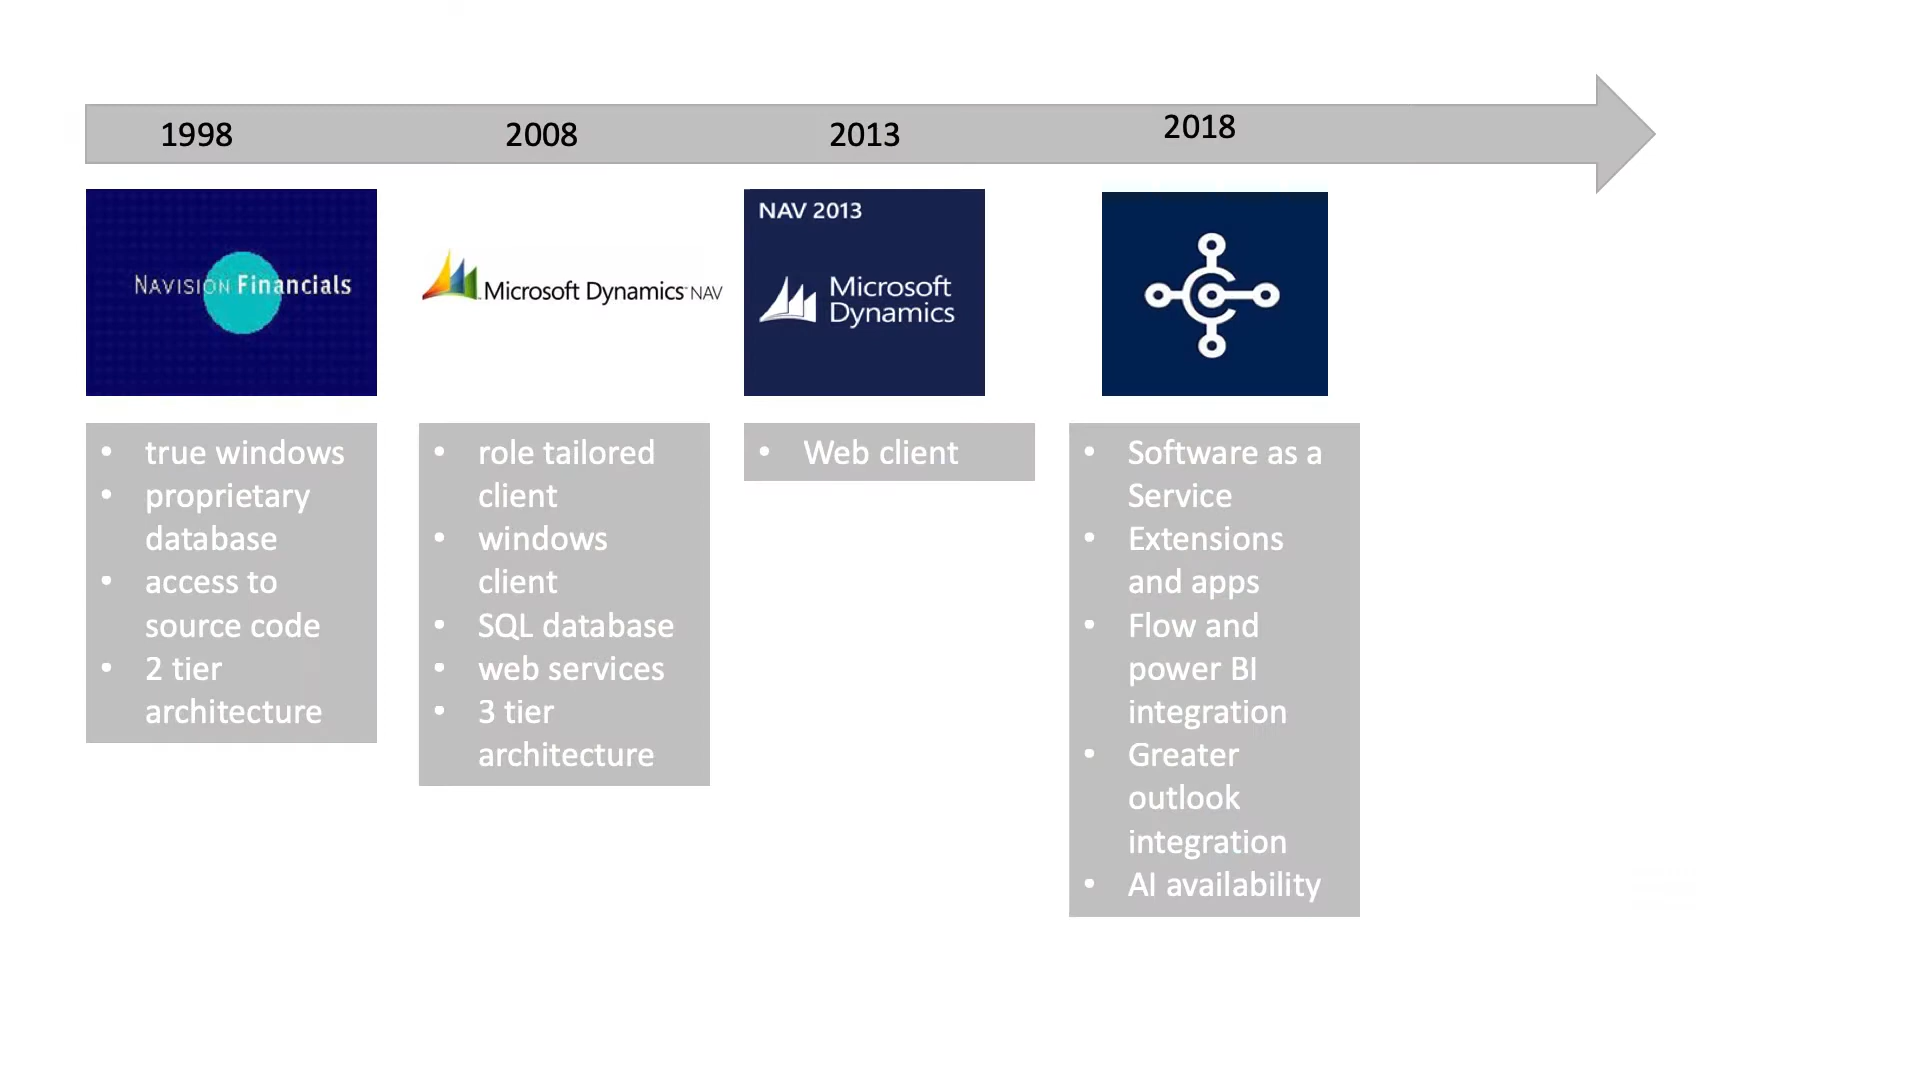 1998
2008
2013
2018
Navision Financials
Microsoft Dynamics NAV
NAV 2013
Microsoft
Dynamics
• true windows
• proprietary
database
• access to
source code
• 2 tier
architecture
• role tailored
client
• windows
client
• SQL database
• web services
• 3 tier
architecture
• Web client
• Software as a
Service
• Extensions
and apps
• Flow and
power BI
integration
• Greater
outlook
integration
• AI availability